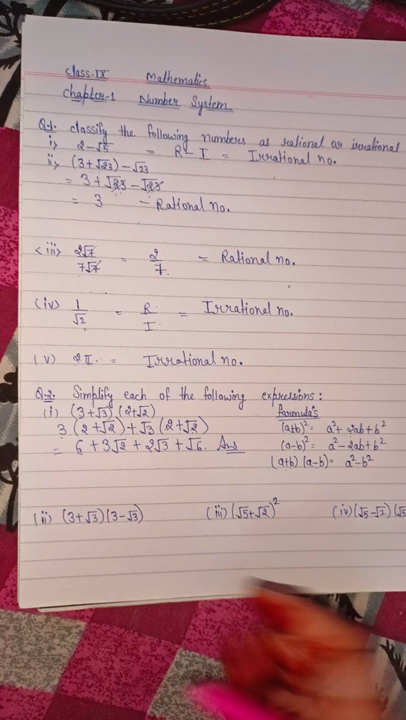 Class-IX Mathematics
Chapter-1 Number System
Q.1. Classify the following numbers as rational or irrational
i) 2-√5 = R-I = Irrational no.
ii) (3+√23)-√23
= 3+√23-√23
= 3 - Rational no.
(iii) 2√7/7√7 = 2/7 = Rational no.
(iv) 1/√2 = R/I = Irrational no.
(v) 2π = Irrational no.
Q.2. Simplify each of the following expressions:
(i) (3+√3)(2+√2) Formula's
3(2+√2)+√3(2+√2) (a+b)²= a²+2ab+b²
= 6+3√2+2√3+√6. Ans (a-b)²= a²-2ab+b²
(a+b)(a-b)= a²-b²
(ii) (3+√3)(3-√3) (iii) (√5+√2)² (iv) (√5-√2)(√5